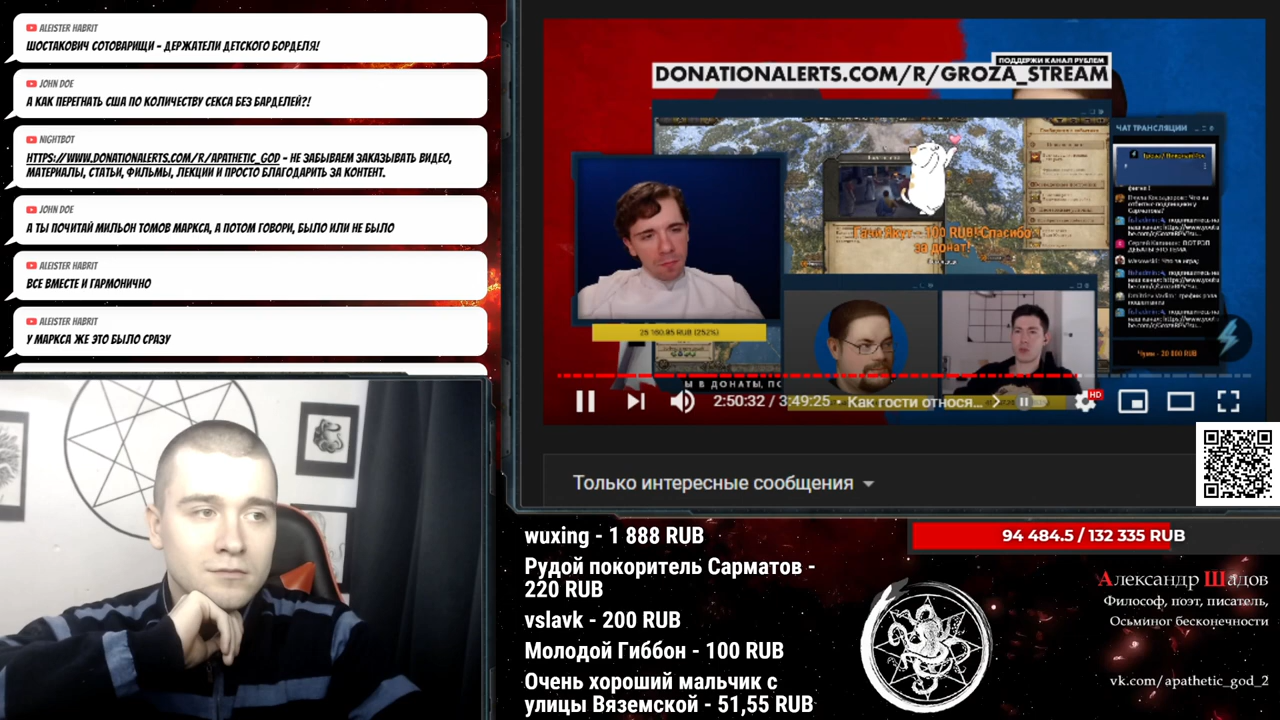 ALEISTER HABRIT
ШОСТАКОВИЧ СОТОВАРИЩИ - ДЕРЖАТЕЛИ ДЕТСКОГО БОРДЕЛЯ!
JOHN DOE
А КАК ПЕРЕГНАТЬ США ПО КОЛИЧЕСТВУ СЕКСА БЕЗ БАРДЕЛЕЙ?!
NIGHTBOT
HTTPS://WWW.DONATIONALERTS.COM/R/APATHETIC_GOD - НЕ ЗАБЫВАЕМ ЗАКАЗЫВАТЬ ВИДЕО,
МАТЕРИАЛЫ, СТАТЬИ, ФИЛЬМЫ, ЛЕКЦИИ И ПРОСТО БЛАГОДАРИТЬ ЗА КОНТЕНТ.
JOHN DOE
А ТЫ ПОЧИТАЙ МИЛЬОН ТОМОВ МАРКСА, А ПОТОМ ГОВОРИ, БЫЛО ИЛИ НЕ БЫЛО
ALEISTER HABRIT
ВСЕ ВМЕСТЕ И ГАРМОНИЧНО
ALEISTER HABRIT
У МАРКСА ЖЕ ЭТО БЫЛО СРАЗУ
ПОДДЕРЖИ КАНАЛ РУБЛЕМ
DONATIONALERTS.COM/R/GROZA_STREAM
ЧАТ ТРАНСЛЯЦИИ
Гази Якут - 100 RUB! Спасибо
за донат!
25 160.95 RUB (252%)
Ы В ДОНАТЫ, ПО
2:50:32 / 3:49:25 • Как гости относя...
HD
Только интересные сообщения
wuxing - 1 888 RUB
Рудой покоритель Сарматов -
220 RUB
vslavk - 200 RUB
Молодой Гиббон - 100 RUB
Очень хороший мальчик с
улицы Вяземской - 51,55 RUB
94 484.5 / 132 335 RUB
Александр Шадов
Философ, поэт, писатель,
Осьминог бесконечности
vk.com/apathetic_god_2